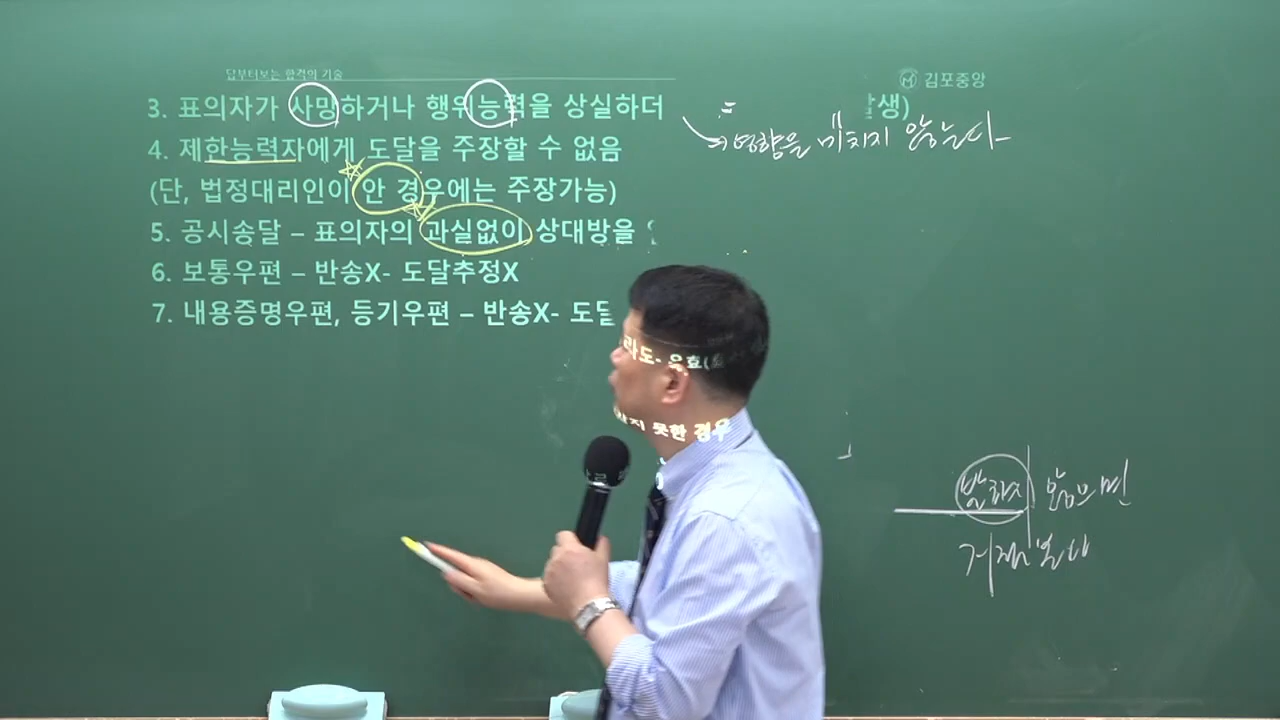 답부터보는 합격의 기술
김포중앙
3. 표의자가 사망하거나 행위능력을 상실하더
생)
→영향을 미치지 않는다
4. 제한능력자에게 도달을 주장할 수 없음
(단, 법정대리인이 안 경우에는 주장가능)
5. 공시송달 – 표의자의 과실없이 상대방을
6. 보통우편 – 반송X- 도달추정X
7. 내용증명우편, 등기우편 – 반송X- 도달
라도- 유효(
지 못한 경우
않으면